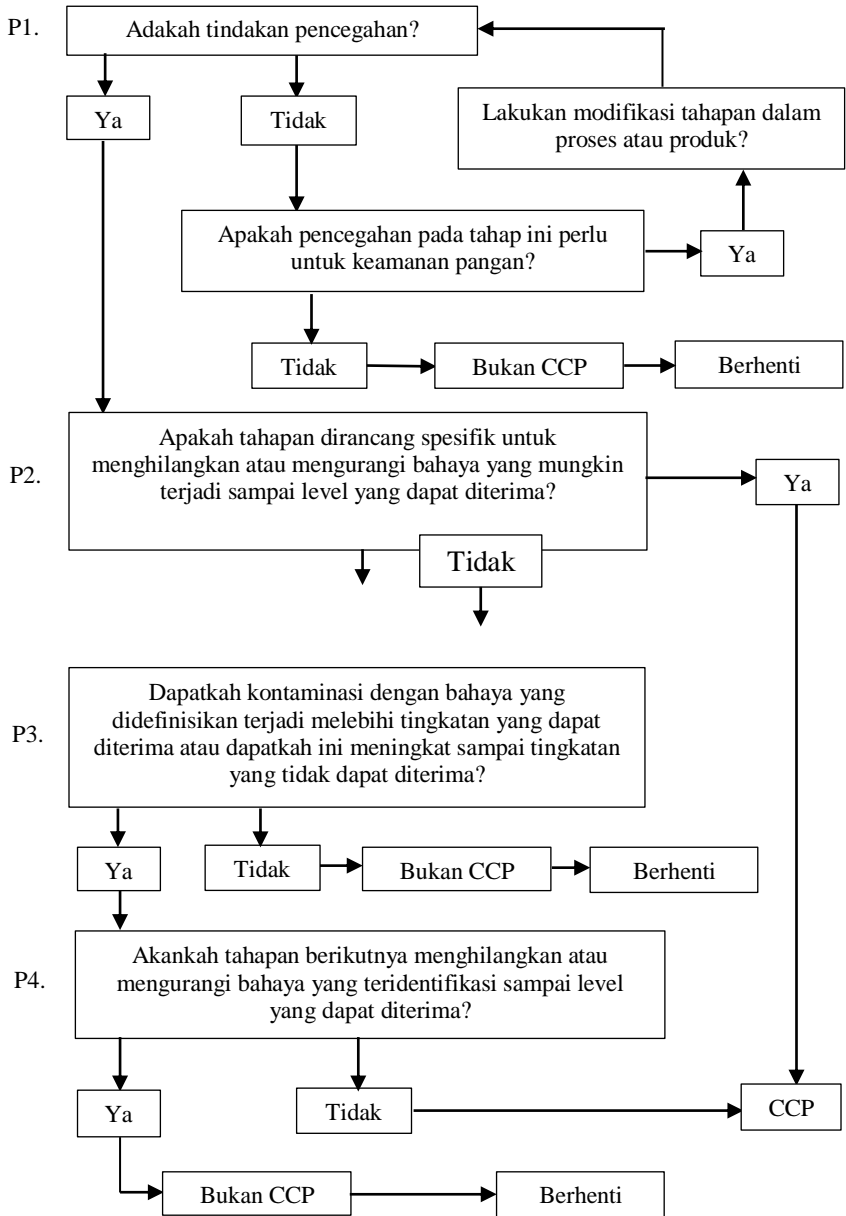 P1.
Adakah tindakan pencegahan?
Ya
Tidak
Lakukan modifikasi tahapan dalam
proses atau produk?
Apakah pencegahan pada tahap ini perlu
untuk keamanan pangan?
Ya
Tidak
Bukan CCP
Berhenti
P2.
Apakah tahapan dirancang spesifik untuk
menghilangkan atau mengurangi bahaya yang mungkin
terjadi sampai level yang dapat diterima?
Ya
Tidak
P3.
Dapatkah kontaminasi dengan bahaya yang
didefinisikan terjadi melebihi tingkatan yang dapat
diterima atau dapatkah ini meningkat sampai tingkatan
yang tidak dapat diterima?
Ya
Tidak
Bukan CCP
Berhenti
P4.
Akankah tahapan berikutnya menghilangkan atau
mengurangi bahaya yang teridentifikasi sampai level
yang dapat diterima?
Ya
Tidak
CCP
Bukan CCP
Berhenti